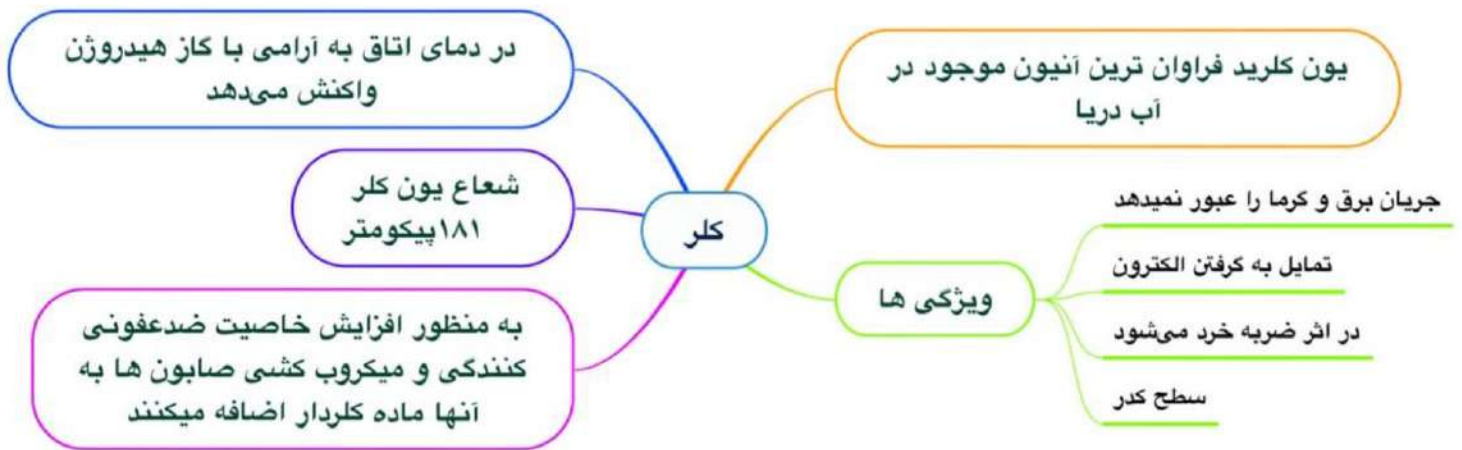 در دمای اتاق به آرامی با گاز هیدروژن
واکنش می‌دهد
یون کلرید فراوان ترین آنیون موجود در
آب دریا
شعاع یون کلر
۱۸۱پیکومتر
کلر
به منظور افزایش خاصیت ضدعفونی
کنندگی و میکروب کشی صابون ها به
آنها ماده کلردار اضافه میکنند
ویژگی ها
جریان برق و گرما را عبور نمیدهد
تمایل به گرفتن الکترون
در اثر ضربه خرد می‌شود
سطح کدر